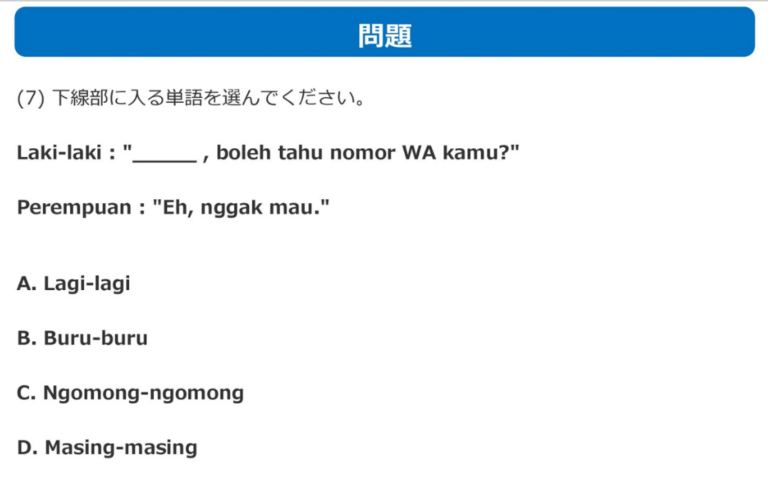 問題
(7) 下線部に入る単語を選んでください。
Laki-laki : "______ , boleh tahu nomor WA kamu?"
Perempuan : "Eh, nggak mau."
A. Lagi-lagi
B. Buru-buru
C. Ngomong-ngomong
D. Masing-masing